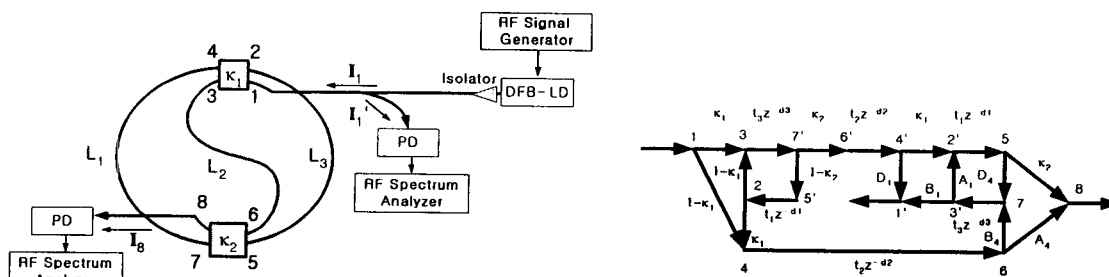 RF Signal
Generator
4 2
κ₁
I₁
Isolator
DFB-LD
3 1
I₁'
PD
L₁
L₂
L₃
RF Spectrum
Analyzer
8 6
PD
κ₂
I₈
7 5
RF Spectrum
κ₁ t₃z⁻ᵈ³ κ₂ t₂z⁻ᵈ² κ₁ t₁z⁻ᵈ¹
1 3 7' 6' 4' 2' 5
κ₂
1-κ₁ 1-κ₂ D₁ A₁ D₄
2 5' B₁ 8
1-κ₁ t₁z⁻ᵈ¹ 1' 3' 7
t₃z⁻ᵈ³
κ₁ B₄ A₄
4 t₂z⁻ᵈ² 6